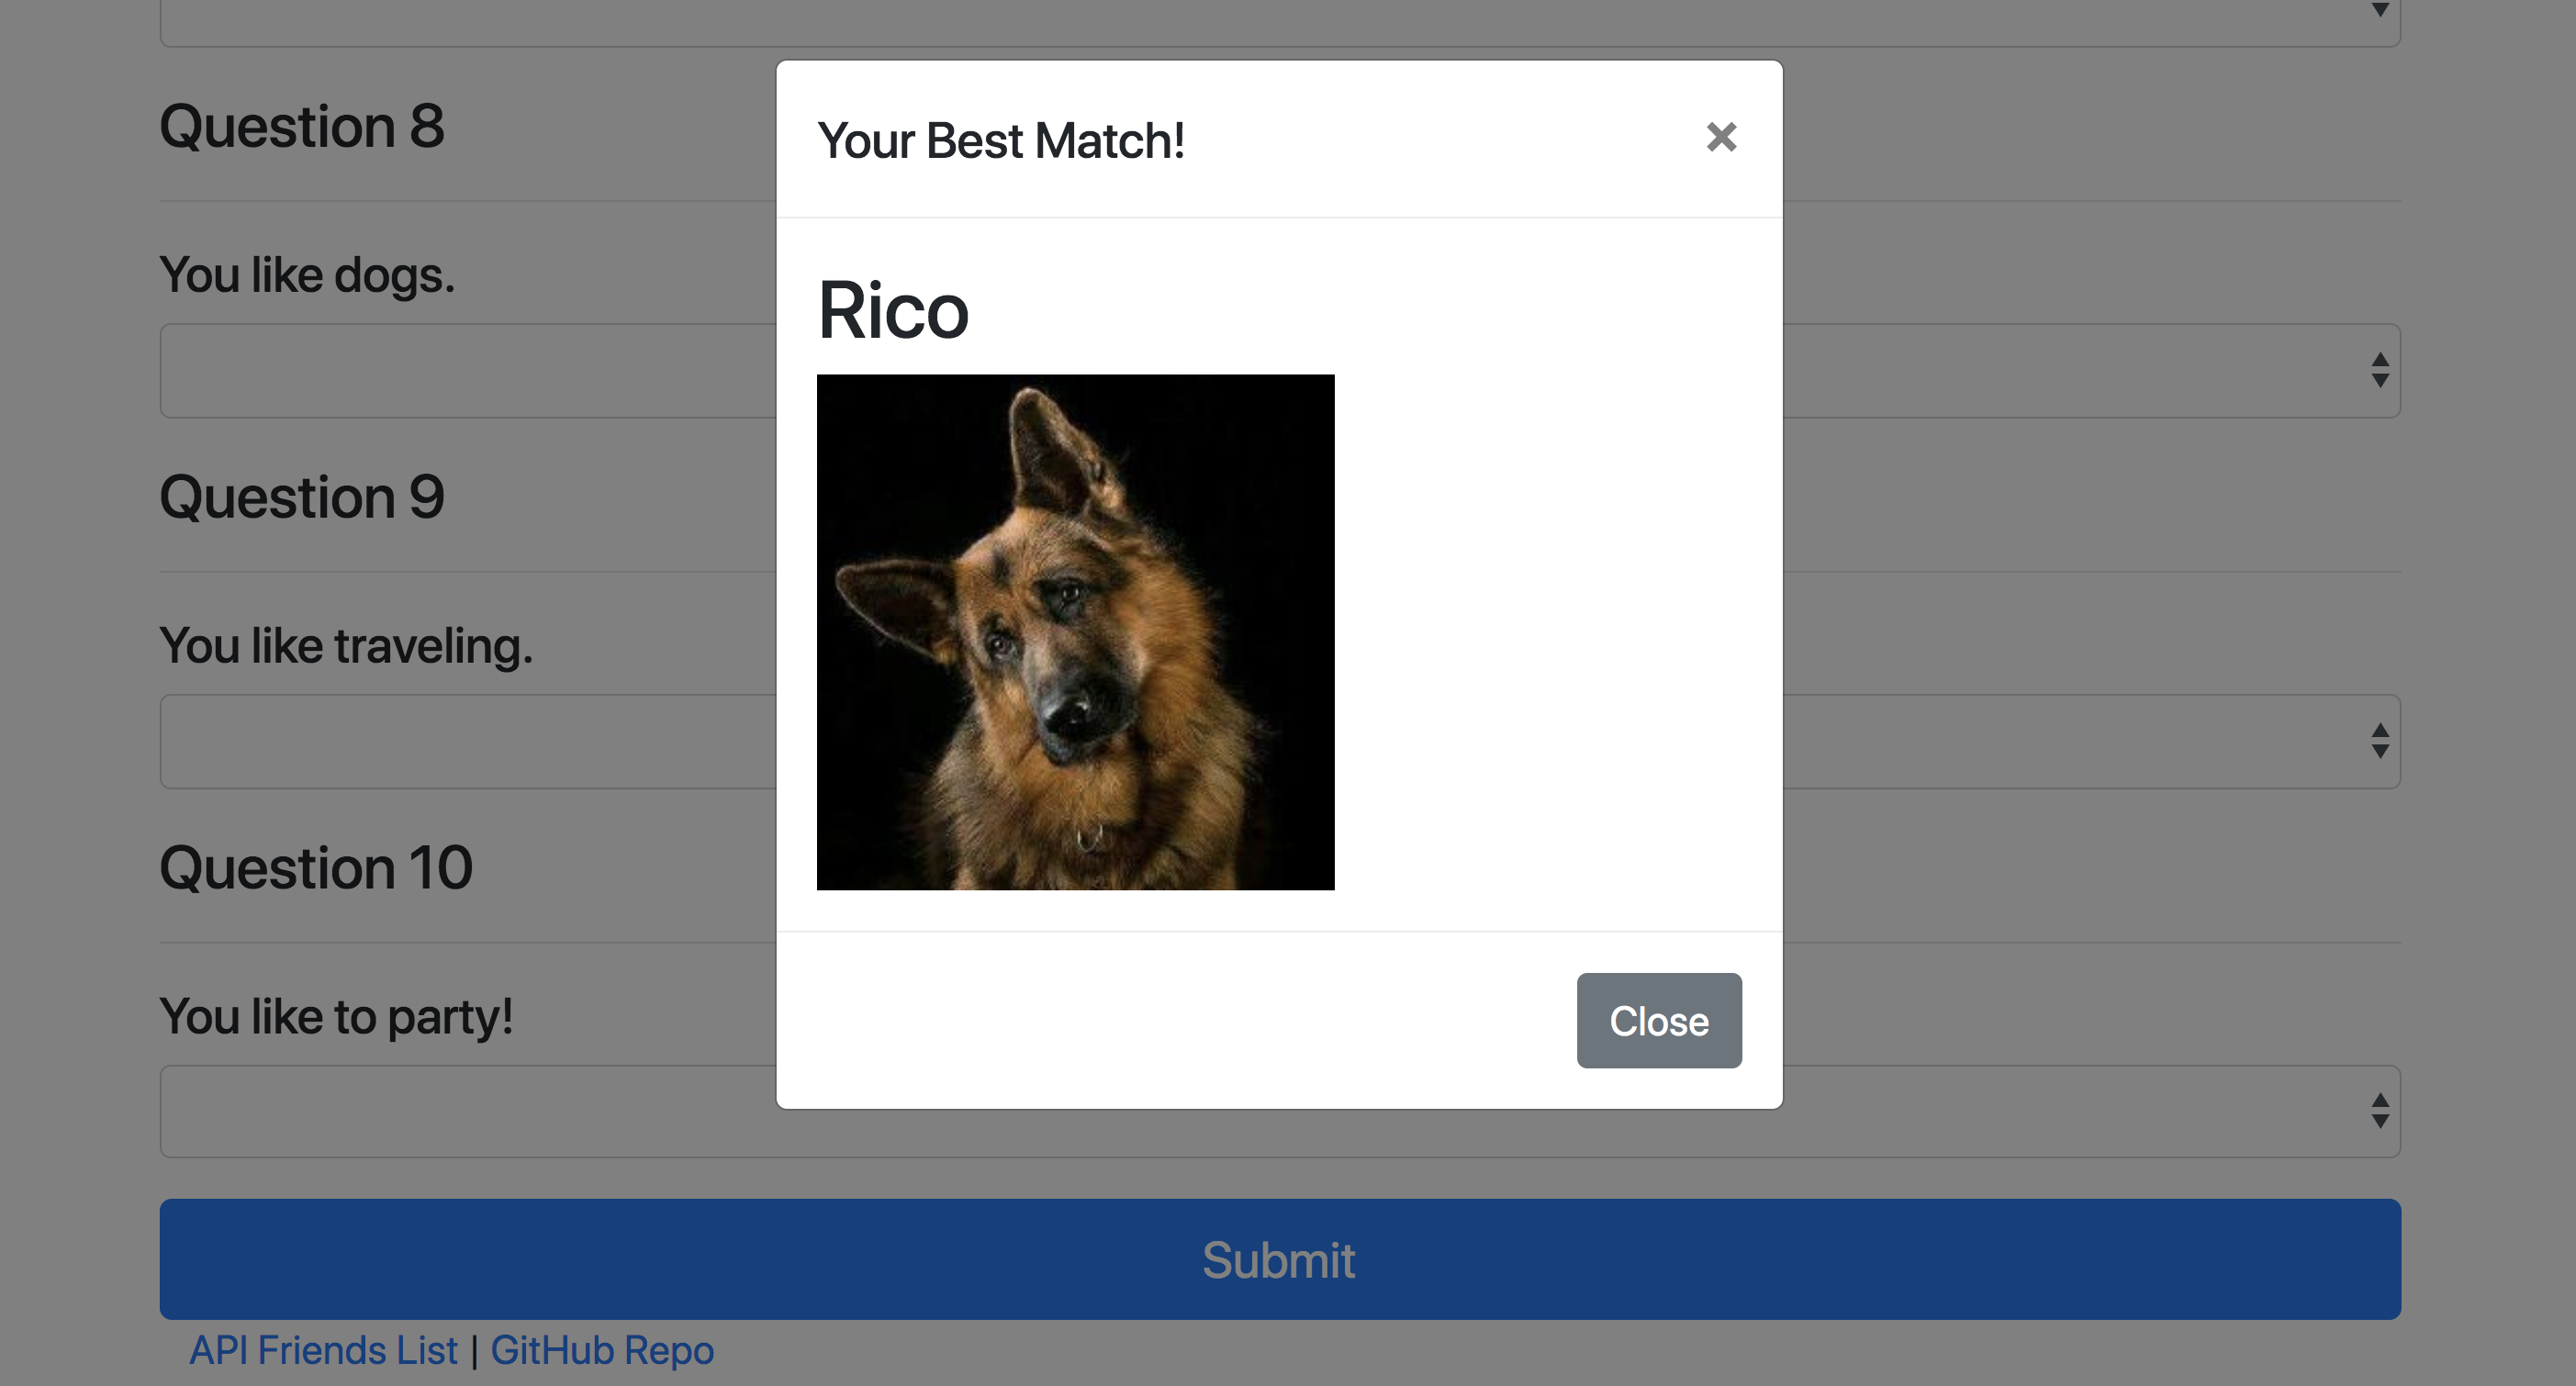 Question 8
You like dogs.
Question 9
You like traveling.
Question 10
You like to party!
Your Best Match!
×
Rico
Close
Submit
API Friends List | GitHub Repo